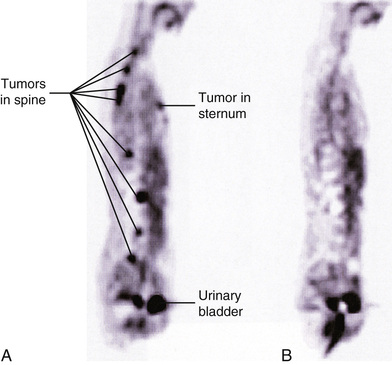 Tumors
in spine
Tumor in
sternum
Urinary
bladder
A
B